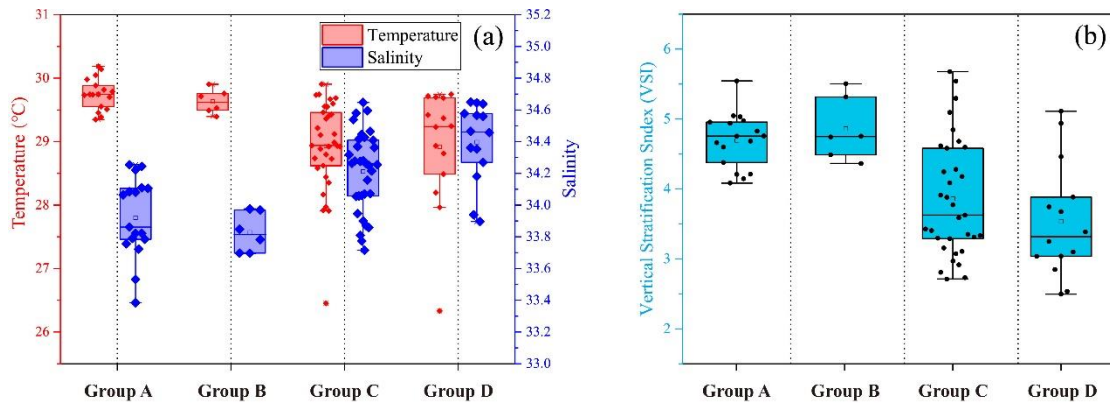 31
30
29
28
27
26
Temperature (℃)
Temperature
Salinity
(a)
35.2
35.0
34.8
34.6
34.4
34.2
34.0
33.8
33.6
33.4
33.2
33.0
Salinity
Group A
Group B
Group C
Group D
6
5
4
3
2
Vertical Stratification Sndex (VSI)
(b)
Group A
Group B
Group C
Group D